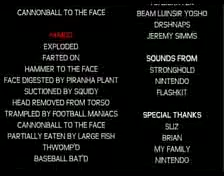 CANNONBALL TO THE FACE
EXPLODED
FARTED ON
HAMMER TO THE FACE
FACE DIGESTED BY PIRANHA PLANT
SUCTIONED BY SQUIDY
HEAD REMOVED FROM TORSO
TRAMPLED BY FOOTBALL MANIACS
CANNONBALL TO THE FACE
PARTIALLY EATEN BY LARGE FISH
THWOMP'D
BASEBALL BAT'D
BEAM LUINSIR YOSHO
DRSHNAPS
JEREMY SIMMS
SOUNDS FROM
STRONGHOLD
NINTENDO
FLASHKIT
SPECIAL THANKS
SLIZ
BRIAN
MY FAMILY
NINTENDO